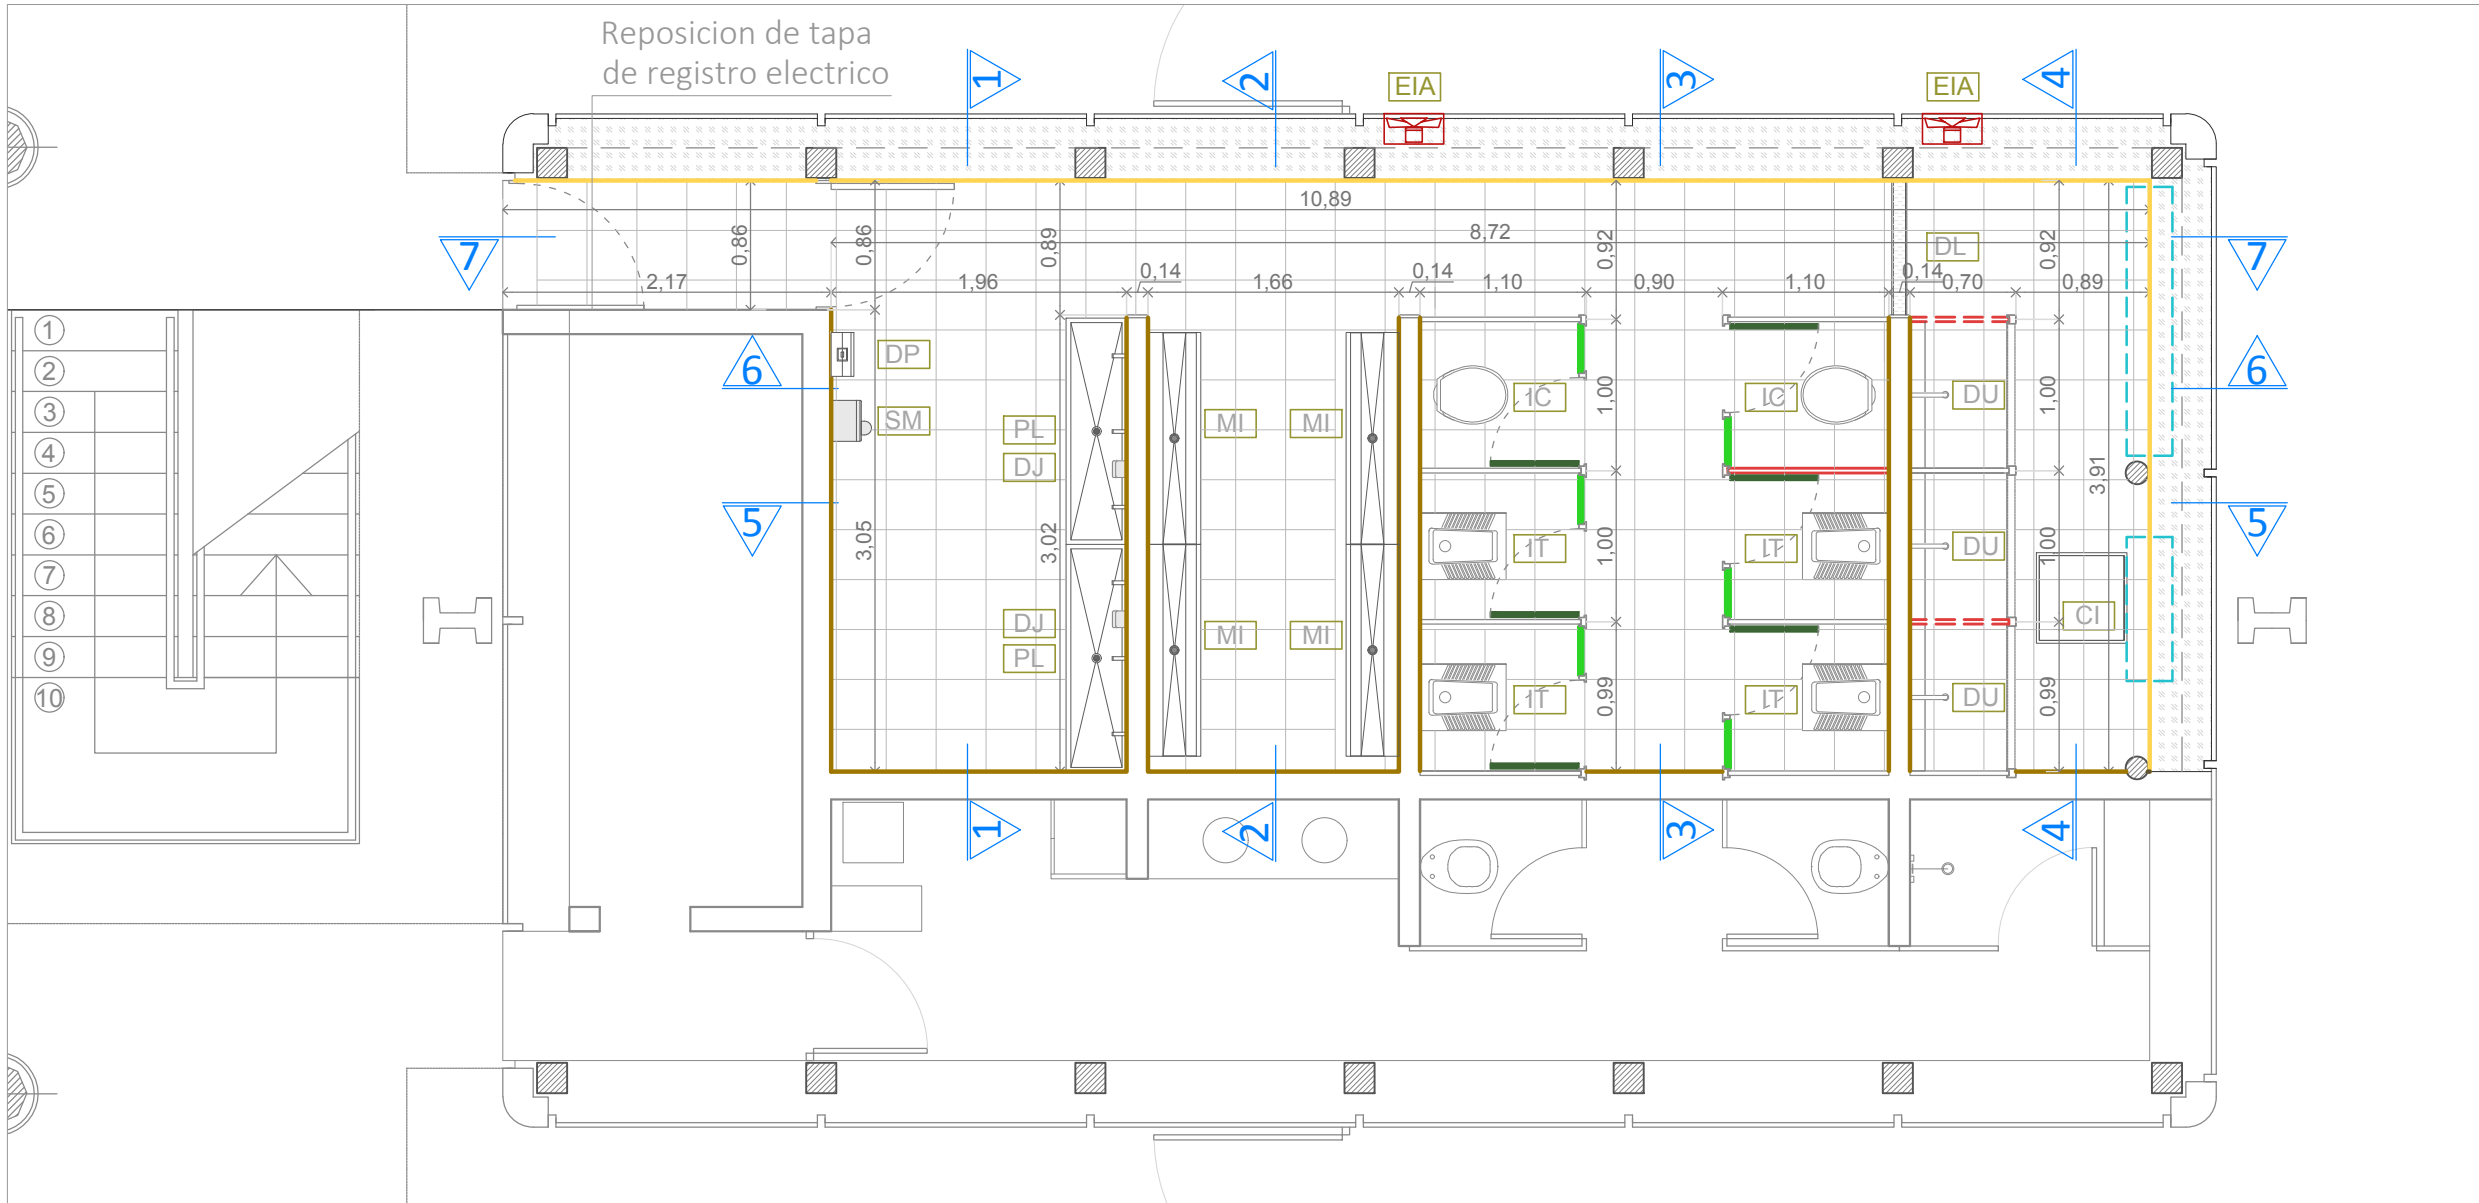 Reposicion de tapa
de registro electrico
1
2
EIA
3
EIA
4
10,89
8,72
0,86
0,86
0,89
0,92
DL
0,92
7
7
2,17
1,96
0,14
1,66
0,14
1,10
0,90
1,10
0,14
0,70
0,89
1
2
3
4
5
6
7
8
9
10
DP
6
6
SM
PL
DJ
MI
MI
IC
1,00
IC
DU
1,00
3,91
5
5
3,05
3,02
IT
1,00
IT
DU
1,00
DJ
PL
MI
MI
CI
IT
0,99
IT
DU
0,99
1
2
3
4